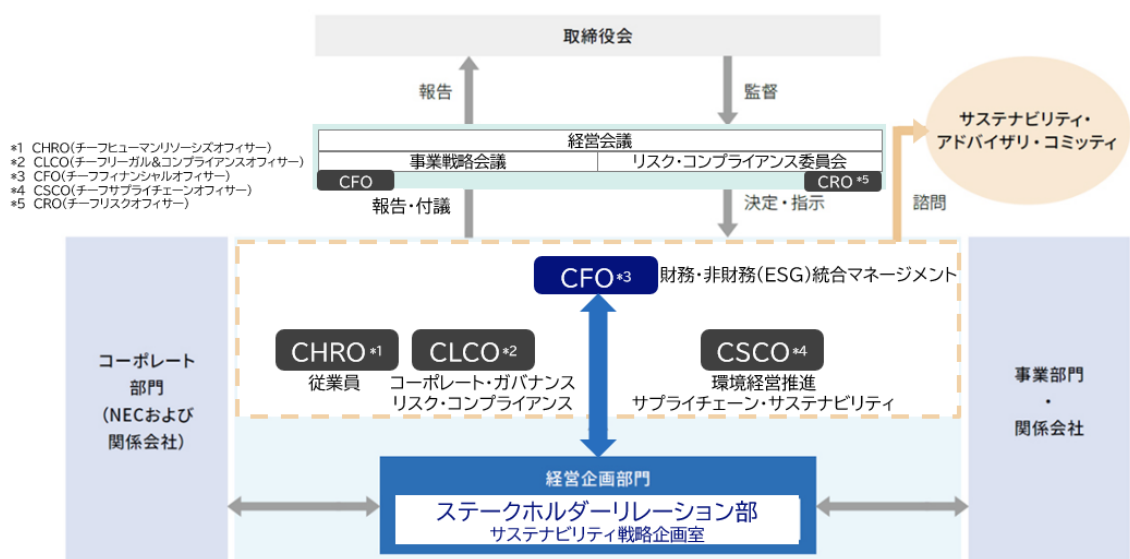 取締役会
報告
監督
サステナビリティ・
アドバイザリ・コミッティ
*1 CHRO(チーフヒューマンリソーシズオフィサー)
*2 CLCO(チーフリーガル&コンプライアンスオフィサー)
*3 CFO(チーフフィナンシャルオフィサー)
*4 CSCO(チーフサプライチェーンオフィサー)
*5 CRO(チーフリスクオフィサー)
経営会議
事業戦略会議
リスク・コンプライアンス委員会
CFO
CRO*5
報告・付議
決定・指示
諮問
CFO*3
財務・非財務(ESG)統合マネージメント
CHRO*1
従業員
CLCO*2
コーポレート・ガバナンス
リスク・コンプライアンス
CSCO*4
環境経営推進
サプライチェーン・サステナビリティ
コーポレート
部門
(NECおよび
関係会社)
事業部門
・
関係会社
経営企画部門
ステークホルダーリレーション部
サステナビリティ戦略企画室